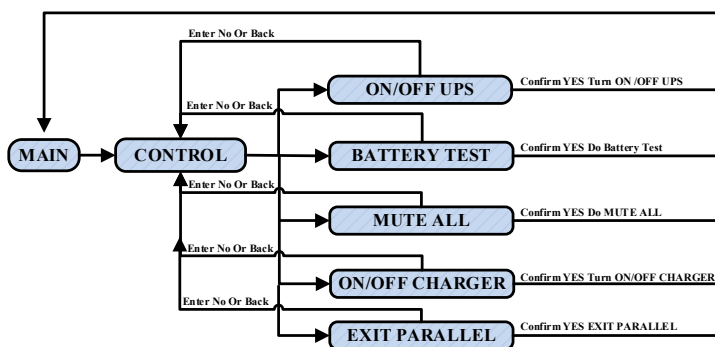 Enter No Or Back
ON/OFF UPS
Confirm YES Turn ON /OFF UPS
Enter No Or Back
MAIN
CONTROL
BATTERY TEST
Confirm YES Do Battery Test
Enter No Or Back
MUTE ALL
Confirm YES Do MUTE ALL
Enter No Or Back
ON/OFF CHARGER
Confirm YES Turn ON/OFF CHARGER
Enter No Or Back
EXIT PARALLEL
Confirm YES EXIT PARALLEL